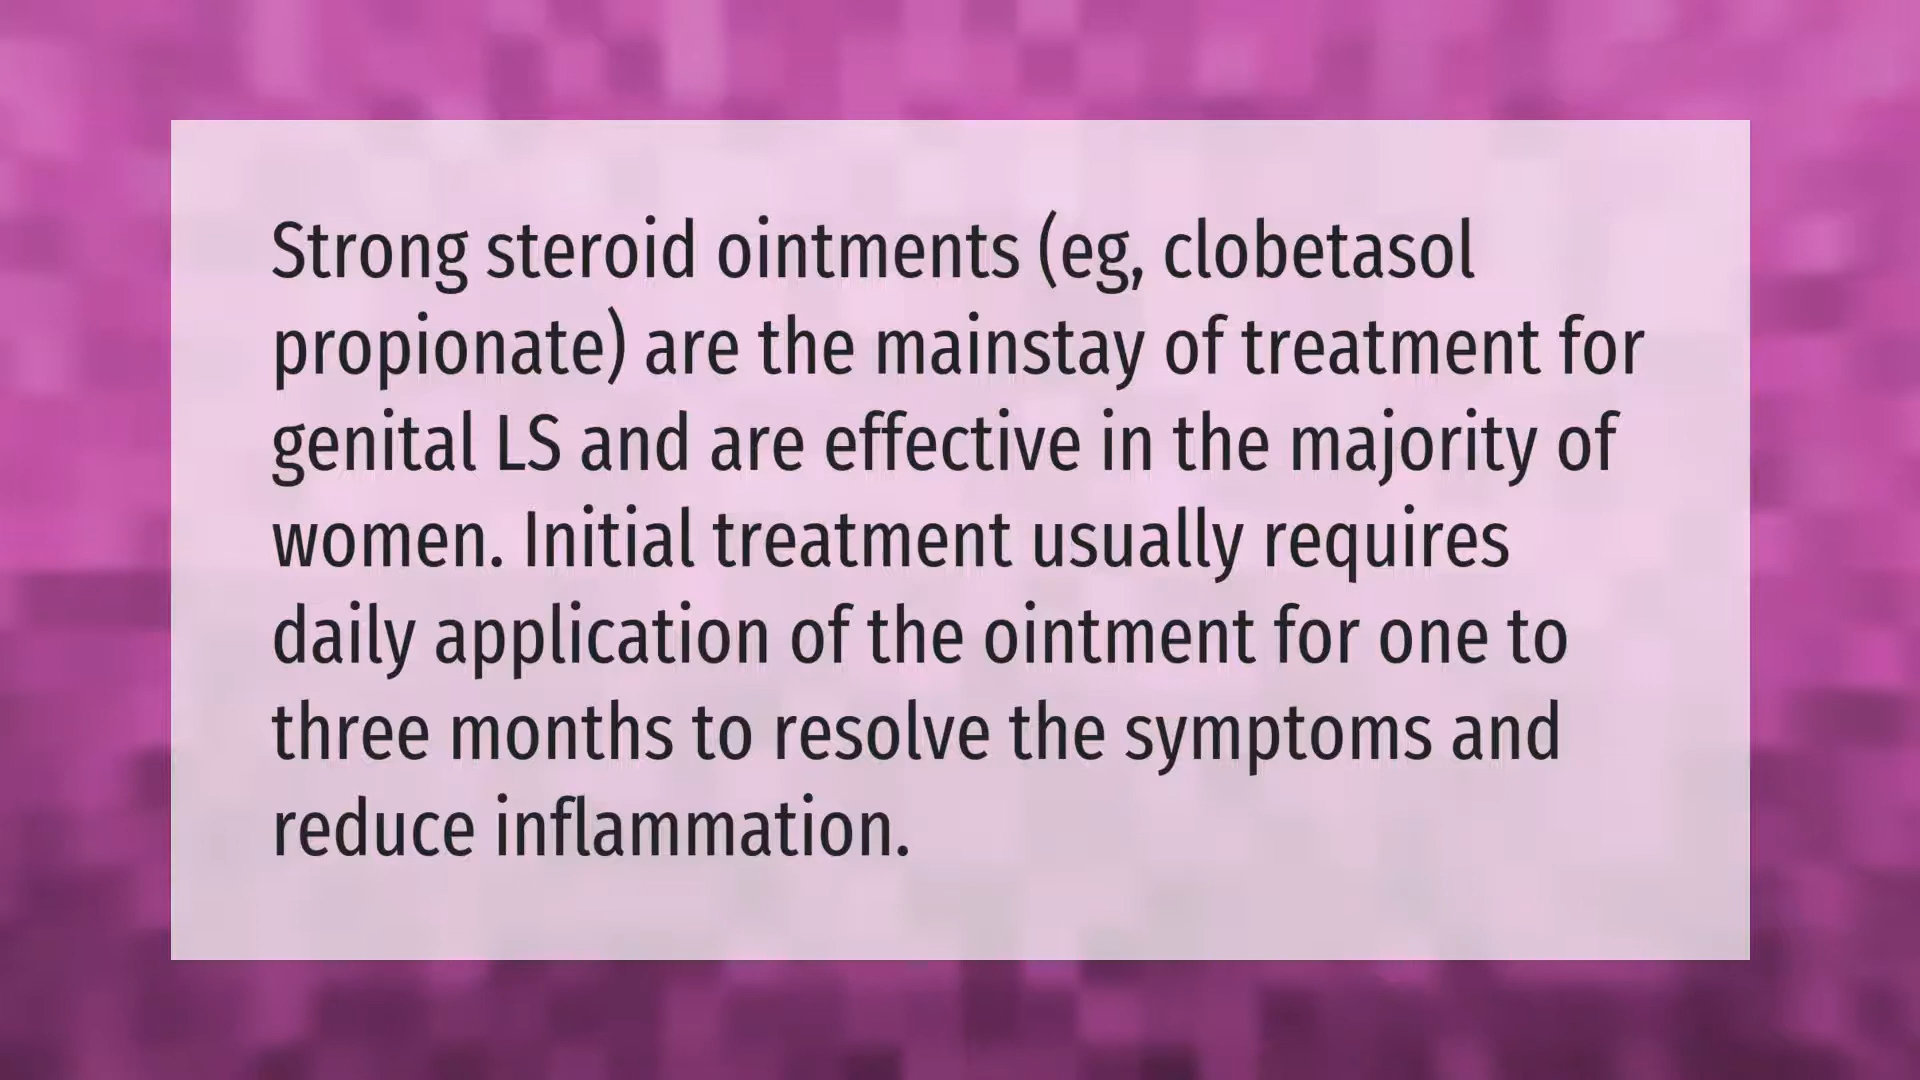 Strong steroid ointments (eg, clobetasol
propionate) are the mainstay of treatment for
genital LS and are effective in the majority of
women. Initial treatment usually requires
daily application of the ointment for one to
three months to resolve the symptoms and
reduce inflammation.